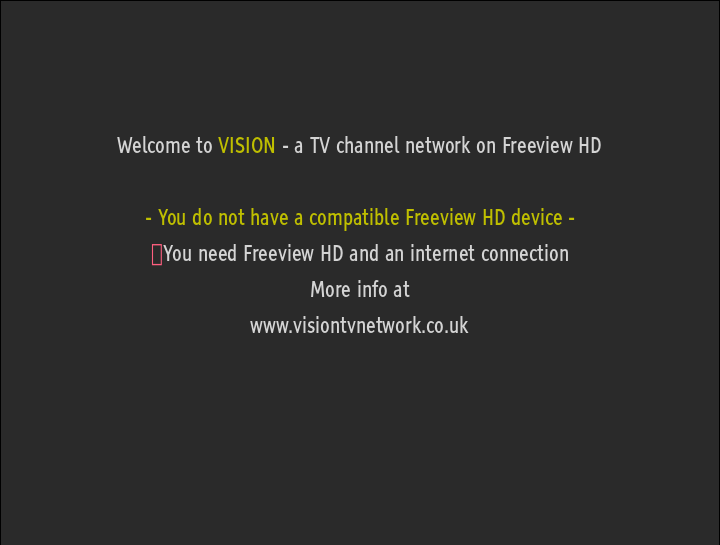 Welcome to VISION - a TV channel network on Freeview HD
- You do not have a compatible Freeview HD device -
You need Freeview HD and an internet connection
More info at
www.visiontvnetwork.co.uk